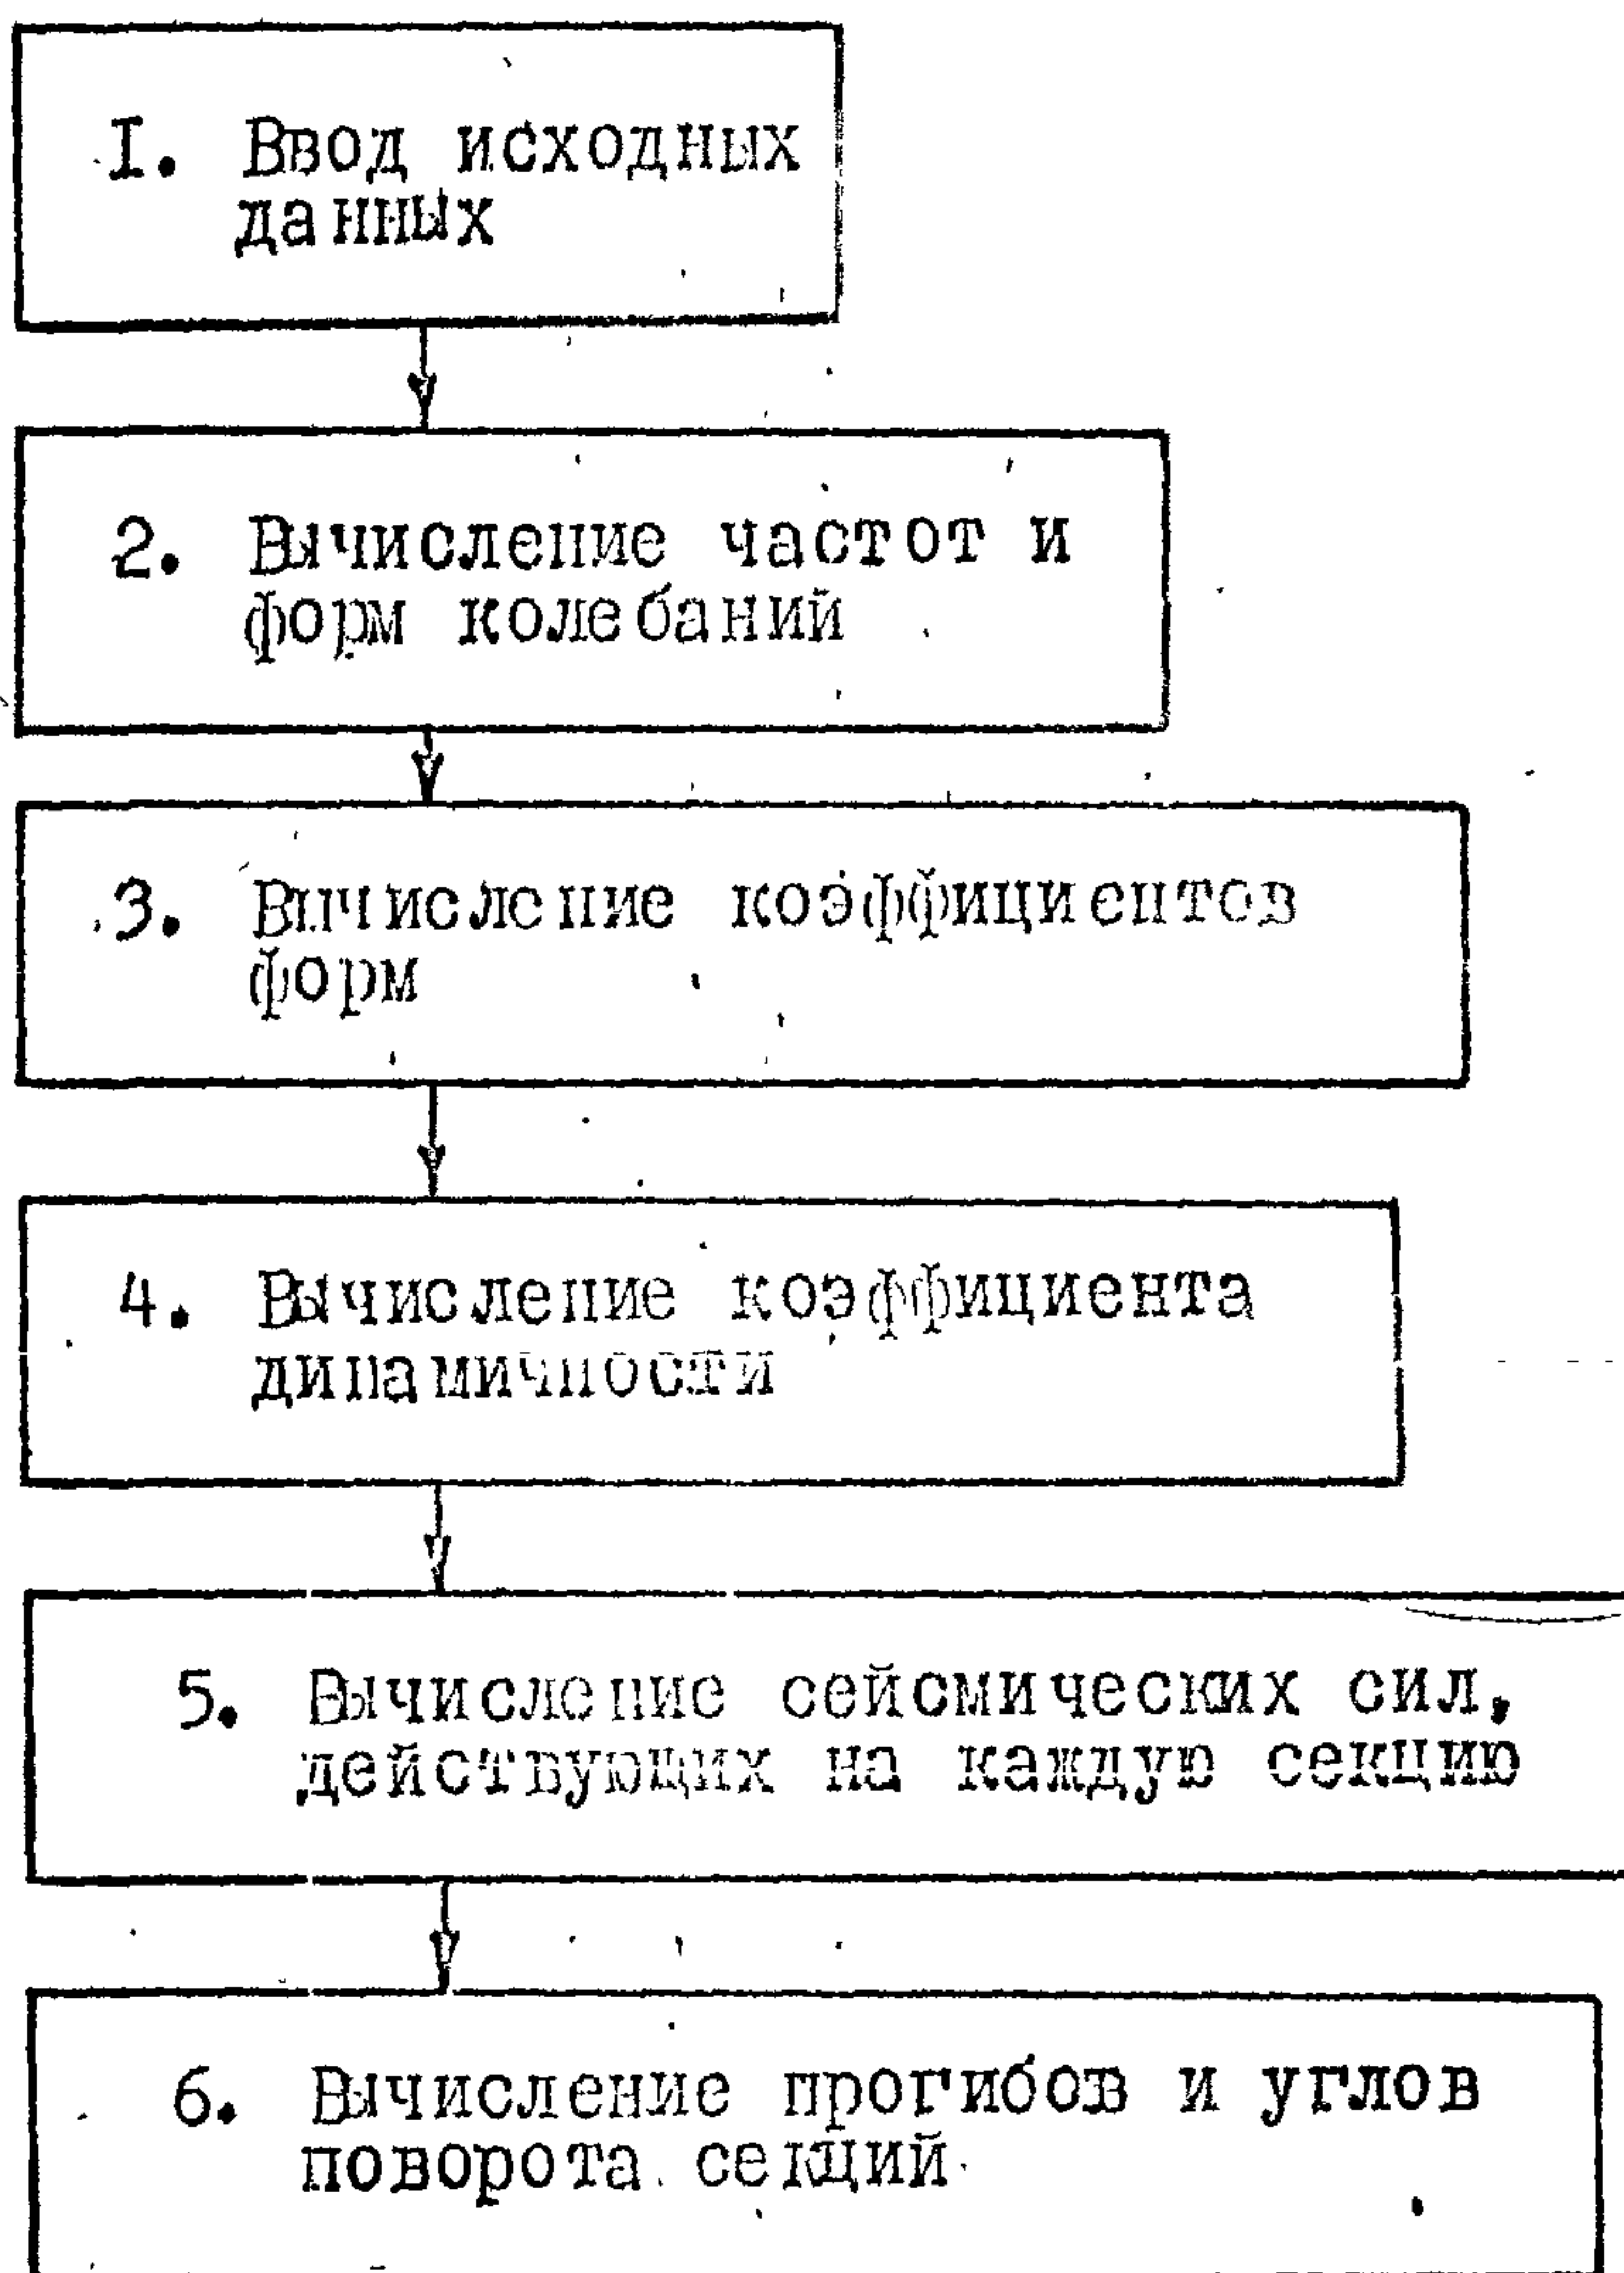 I. Ввод исходных
данных
2. Вычисление частот и
форм колебаний
3. Вычисление коэффициентов
форм
4. Вычисление коэффициента
динамичности
5. Вычисление сейсмических сил,
действующих на каждую секцию
6. Вычисление прогибов и углов
поворота секций